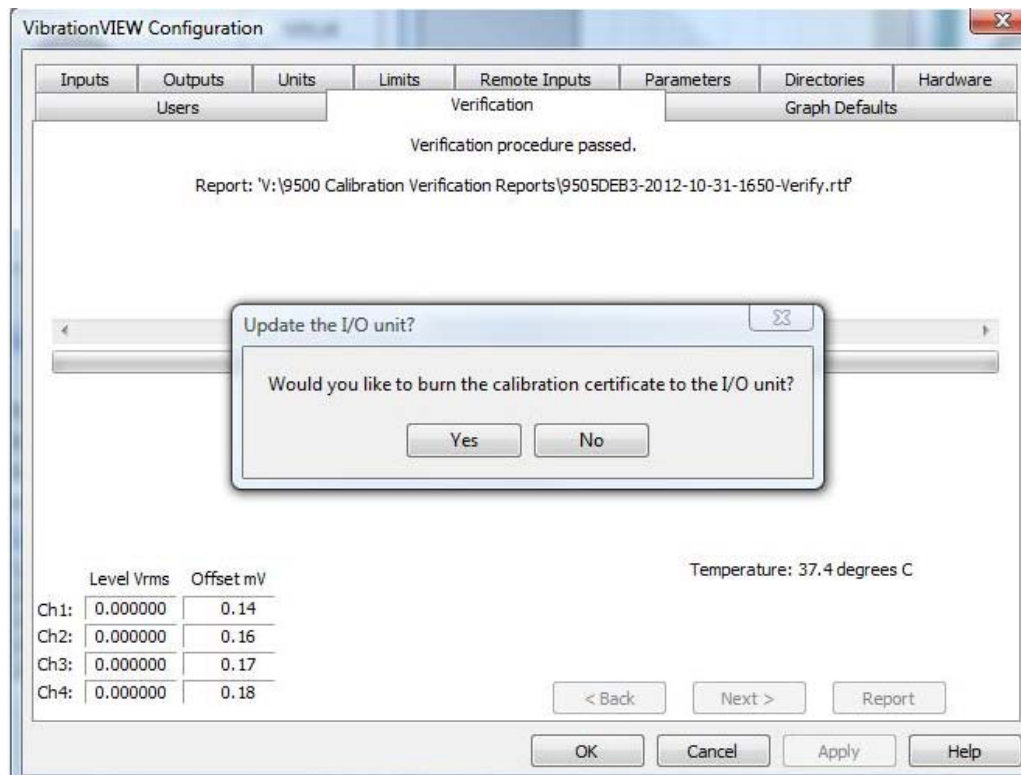 VibrationVIEW Configuration
Inputs Outputs Units Limits Remote Inputs Parameters Directories Hardware
Users Verification Graph Defaults
Verification procedure passed.
Report: 'V:\9500 Calibration Verification Reports\9505DEB3-2012-10-31-1650-Verify.rtf'
Update the I/O unit?
Would you like to burn the calibration certificate to the I/O unit?
Yes No
Temperature: 37.4 degrees C
Level Vrms Offset mV
Ch1: 0.000000 0.14
Ch2: 0.000000 0.16
Ch3: 0.000000 0.17
Ch4: 0.000000 0.18
< Back Next > Report
OK Cancel Apply Help